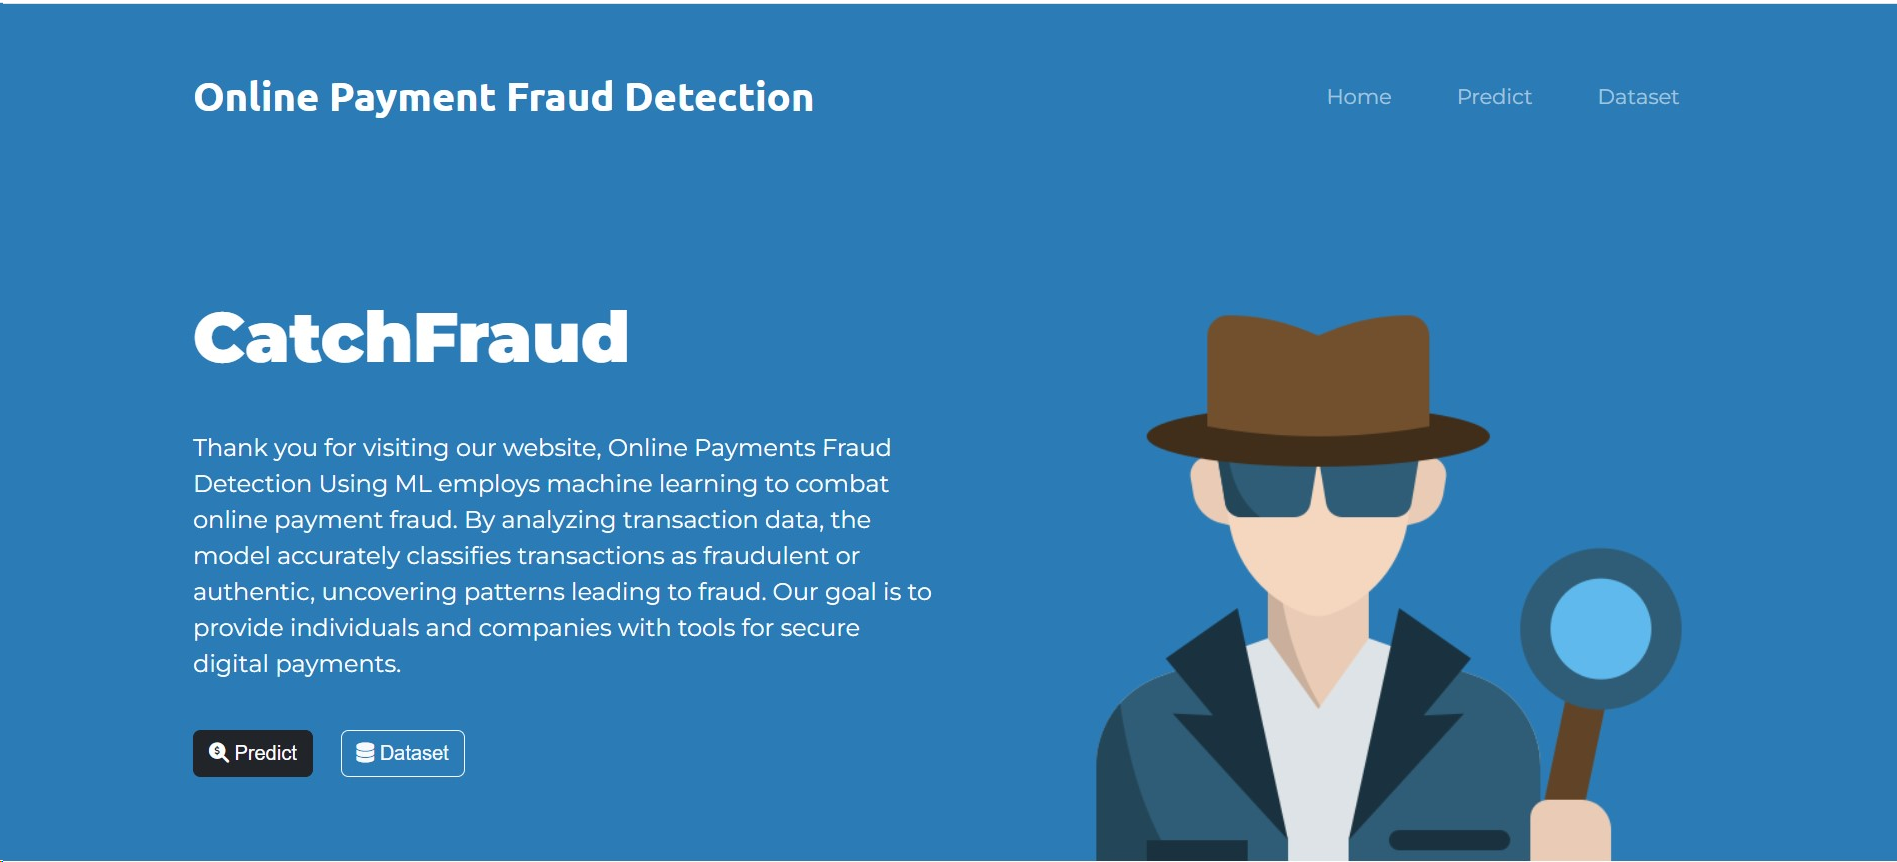 Online Payment Fraud Detection
Home Predict Dataset
CatchFraud
Thank you for visiting our website, Online Payments Fraud
Detection Using ML employs machine learning to combat
online payment fraud. By analyzing transaction data, the
model accurately classifies transactions as fraudulent or
authentic, uncovering patterns leading to fraud. Our goal is to
provide individuals and companies with tools for secure
digital payments.
Predict Dataset